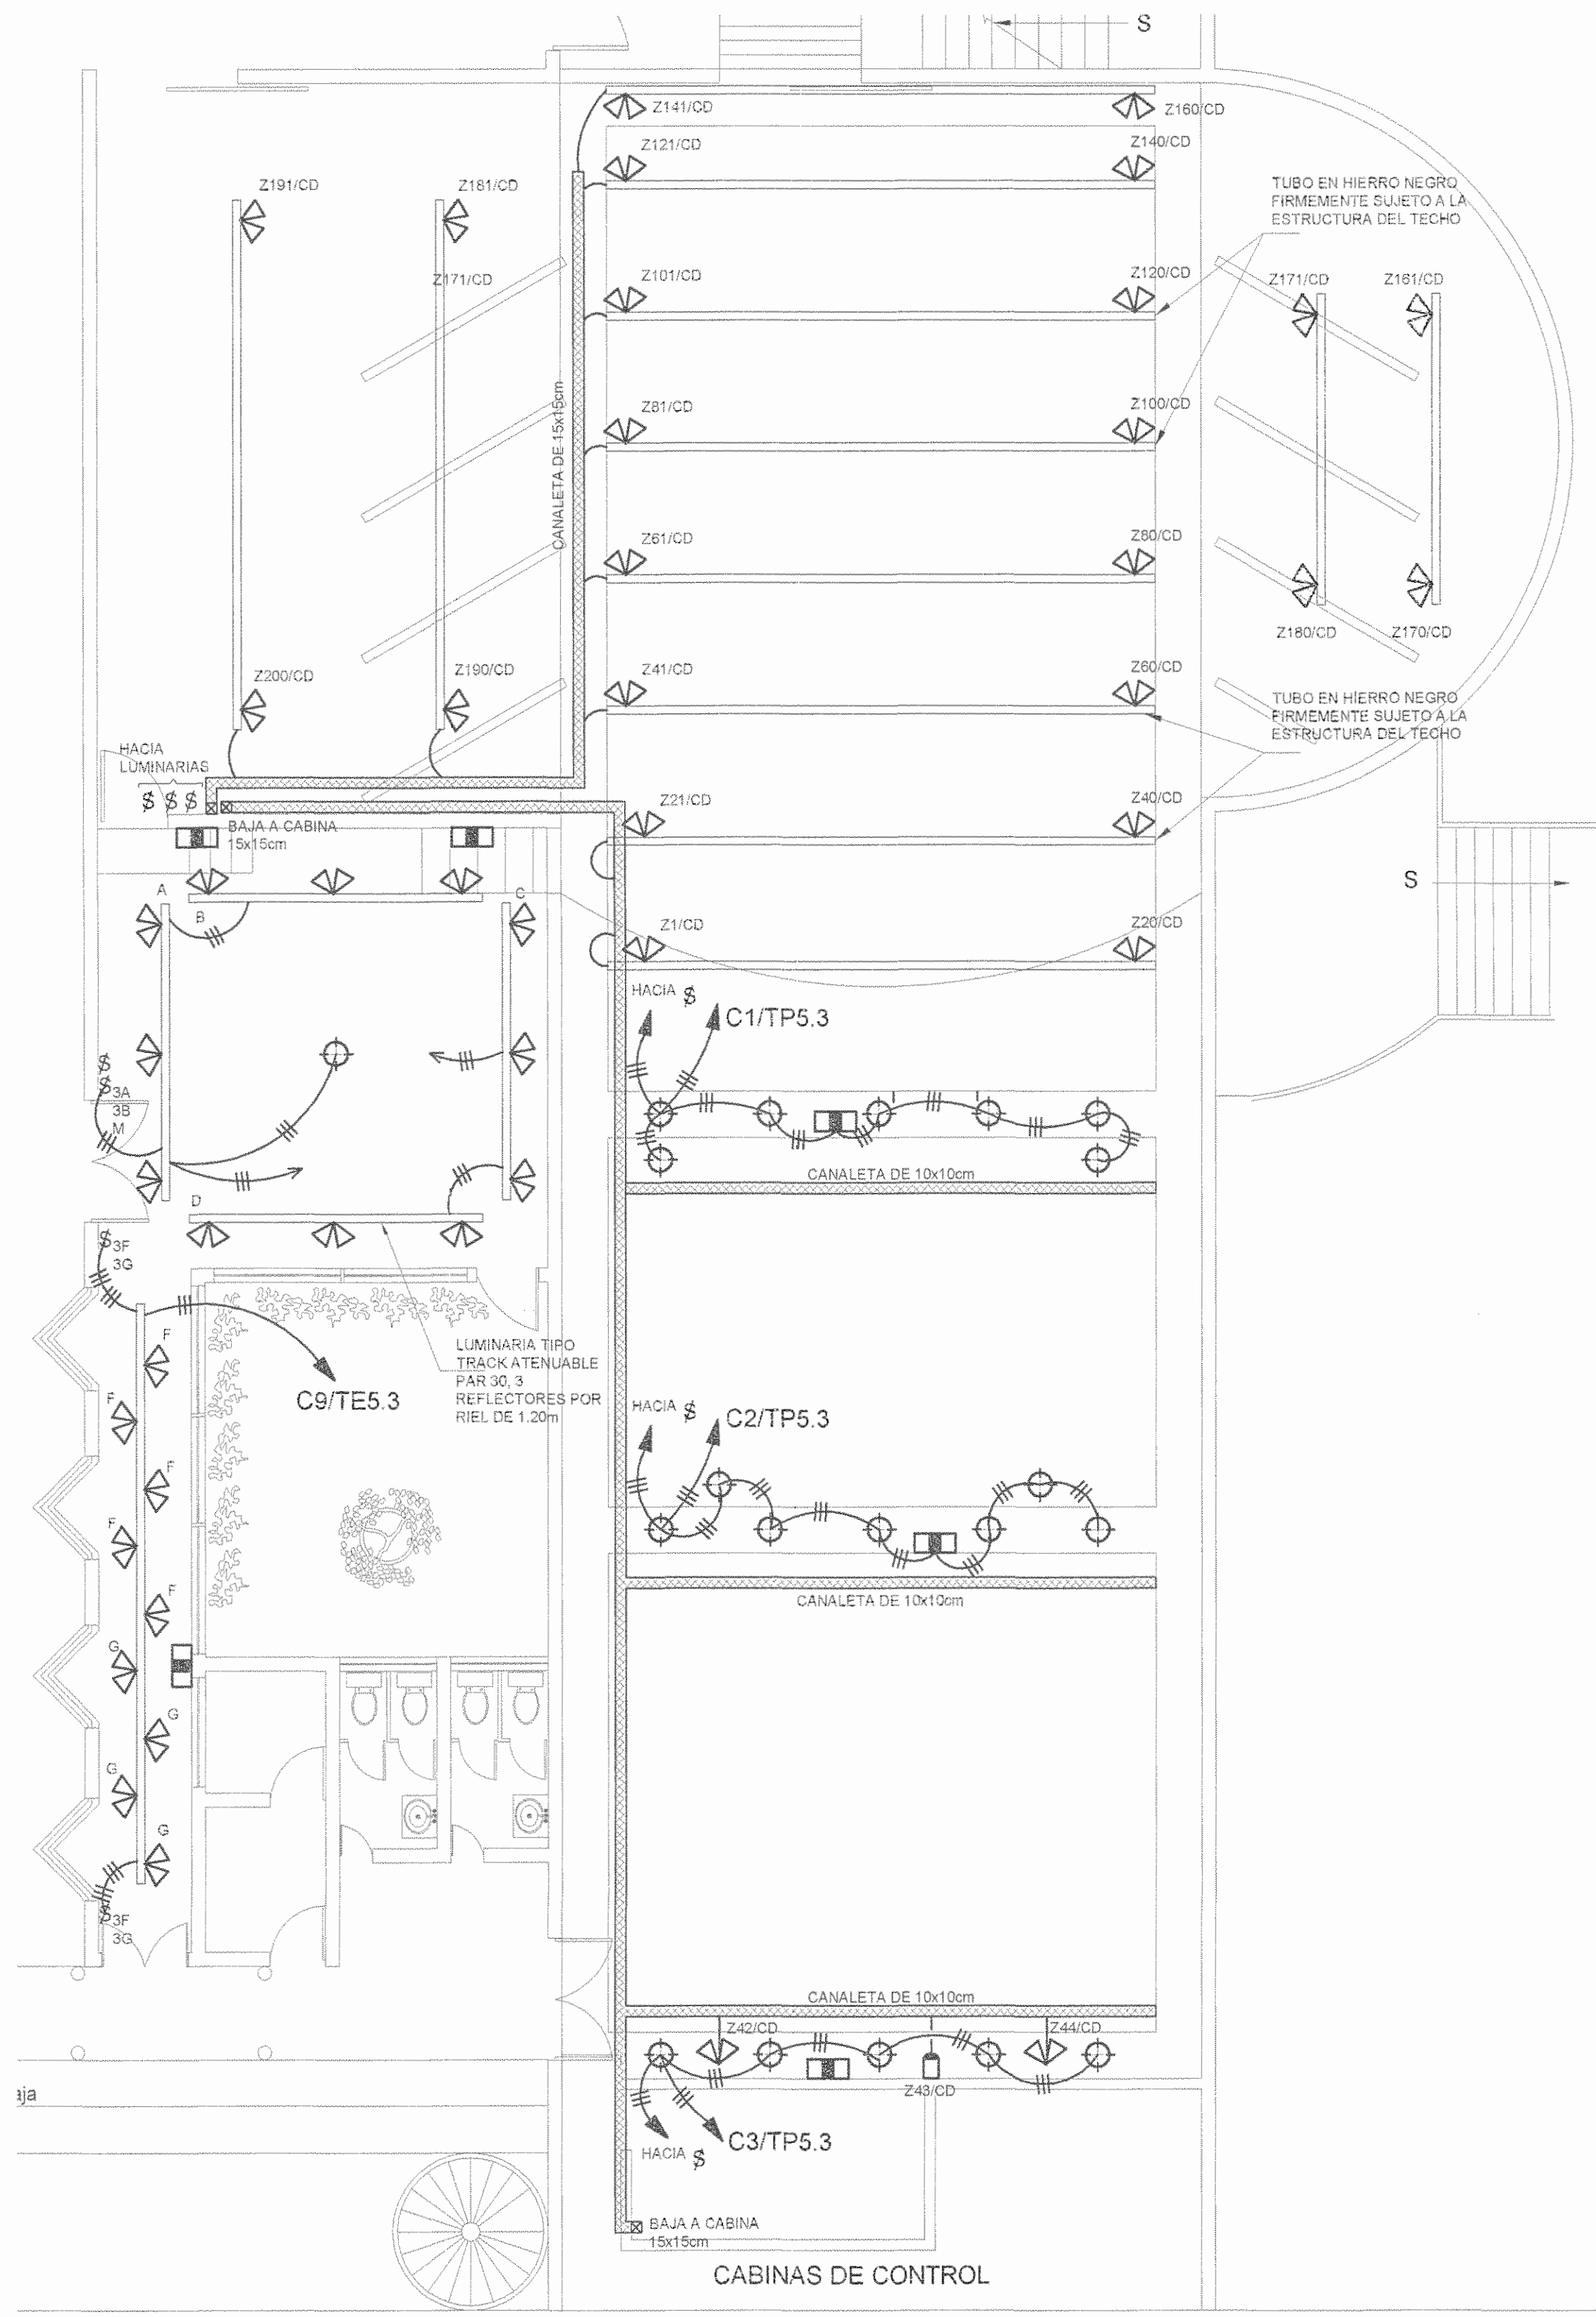 S
Z141/CD
Z160/CD
Z121/CD
Z140/CD
Z191/CD
Z181/CD
TUBO EN HIERRO NEGRO
FIRMEMENTE SUJETO A LA
ESTRUCTURA DEL TECHO
Z171/CD
Z101/CD
Z120/CD
Z171/CD
Z161/CD
CANALETA DE 15x15cm
Z81/CD
Z100/CD
Z61/CD
Z80/CD
Z180/CD
Z170/CD
Z200/CD
Z190/CD
Z41/CD
Z60/CD
TUBO EN HIERRO NEGRO
FIRMEMENTE SUJETO A LA
ESTRUCTURA DEL TECHO
HACIA
LUMINARIAS
$ $ $
Z21/CD
Z40/CD
BAJA A CABINA
15x15cm
S
A
B
C
Z1/CD
Z20/CD
HACIA $
C1/TP5.3
$
$
3A
3B
M
CANALETA DE 10x10cm
D
$3F
3G
F
LUMINARIA TIPO
TRACK ATENUABLE
PAR 30, 3
REFLECTORES POR
RIEL DE 1.20m
C9/TE5.3
F
HACIA $
C2/TP5.3
F
F
F
CANALETA DE 10x10cm
G
G
G
G
$3F
3G
CANALETA DE 10x10cm
Z42/CD
Z44/CD
Z43/CD
aja
HACIA $
C3/TP5.3
BAJA A CABINA
15x15cm
CABINAS DE CONTROL